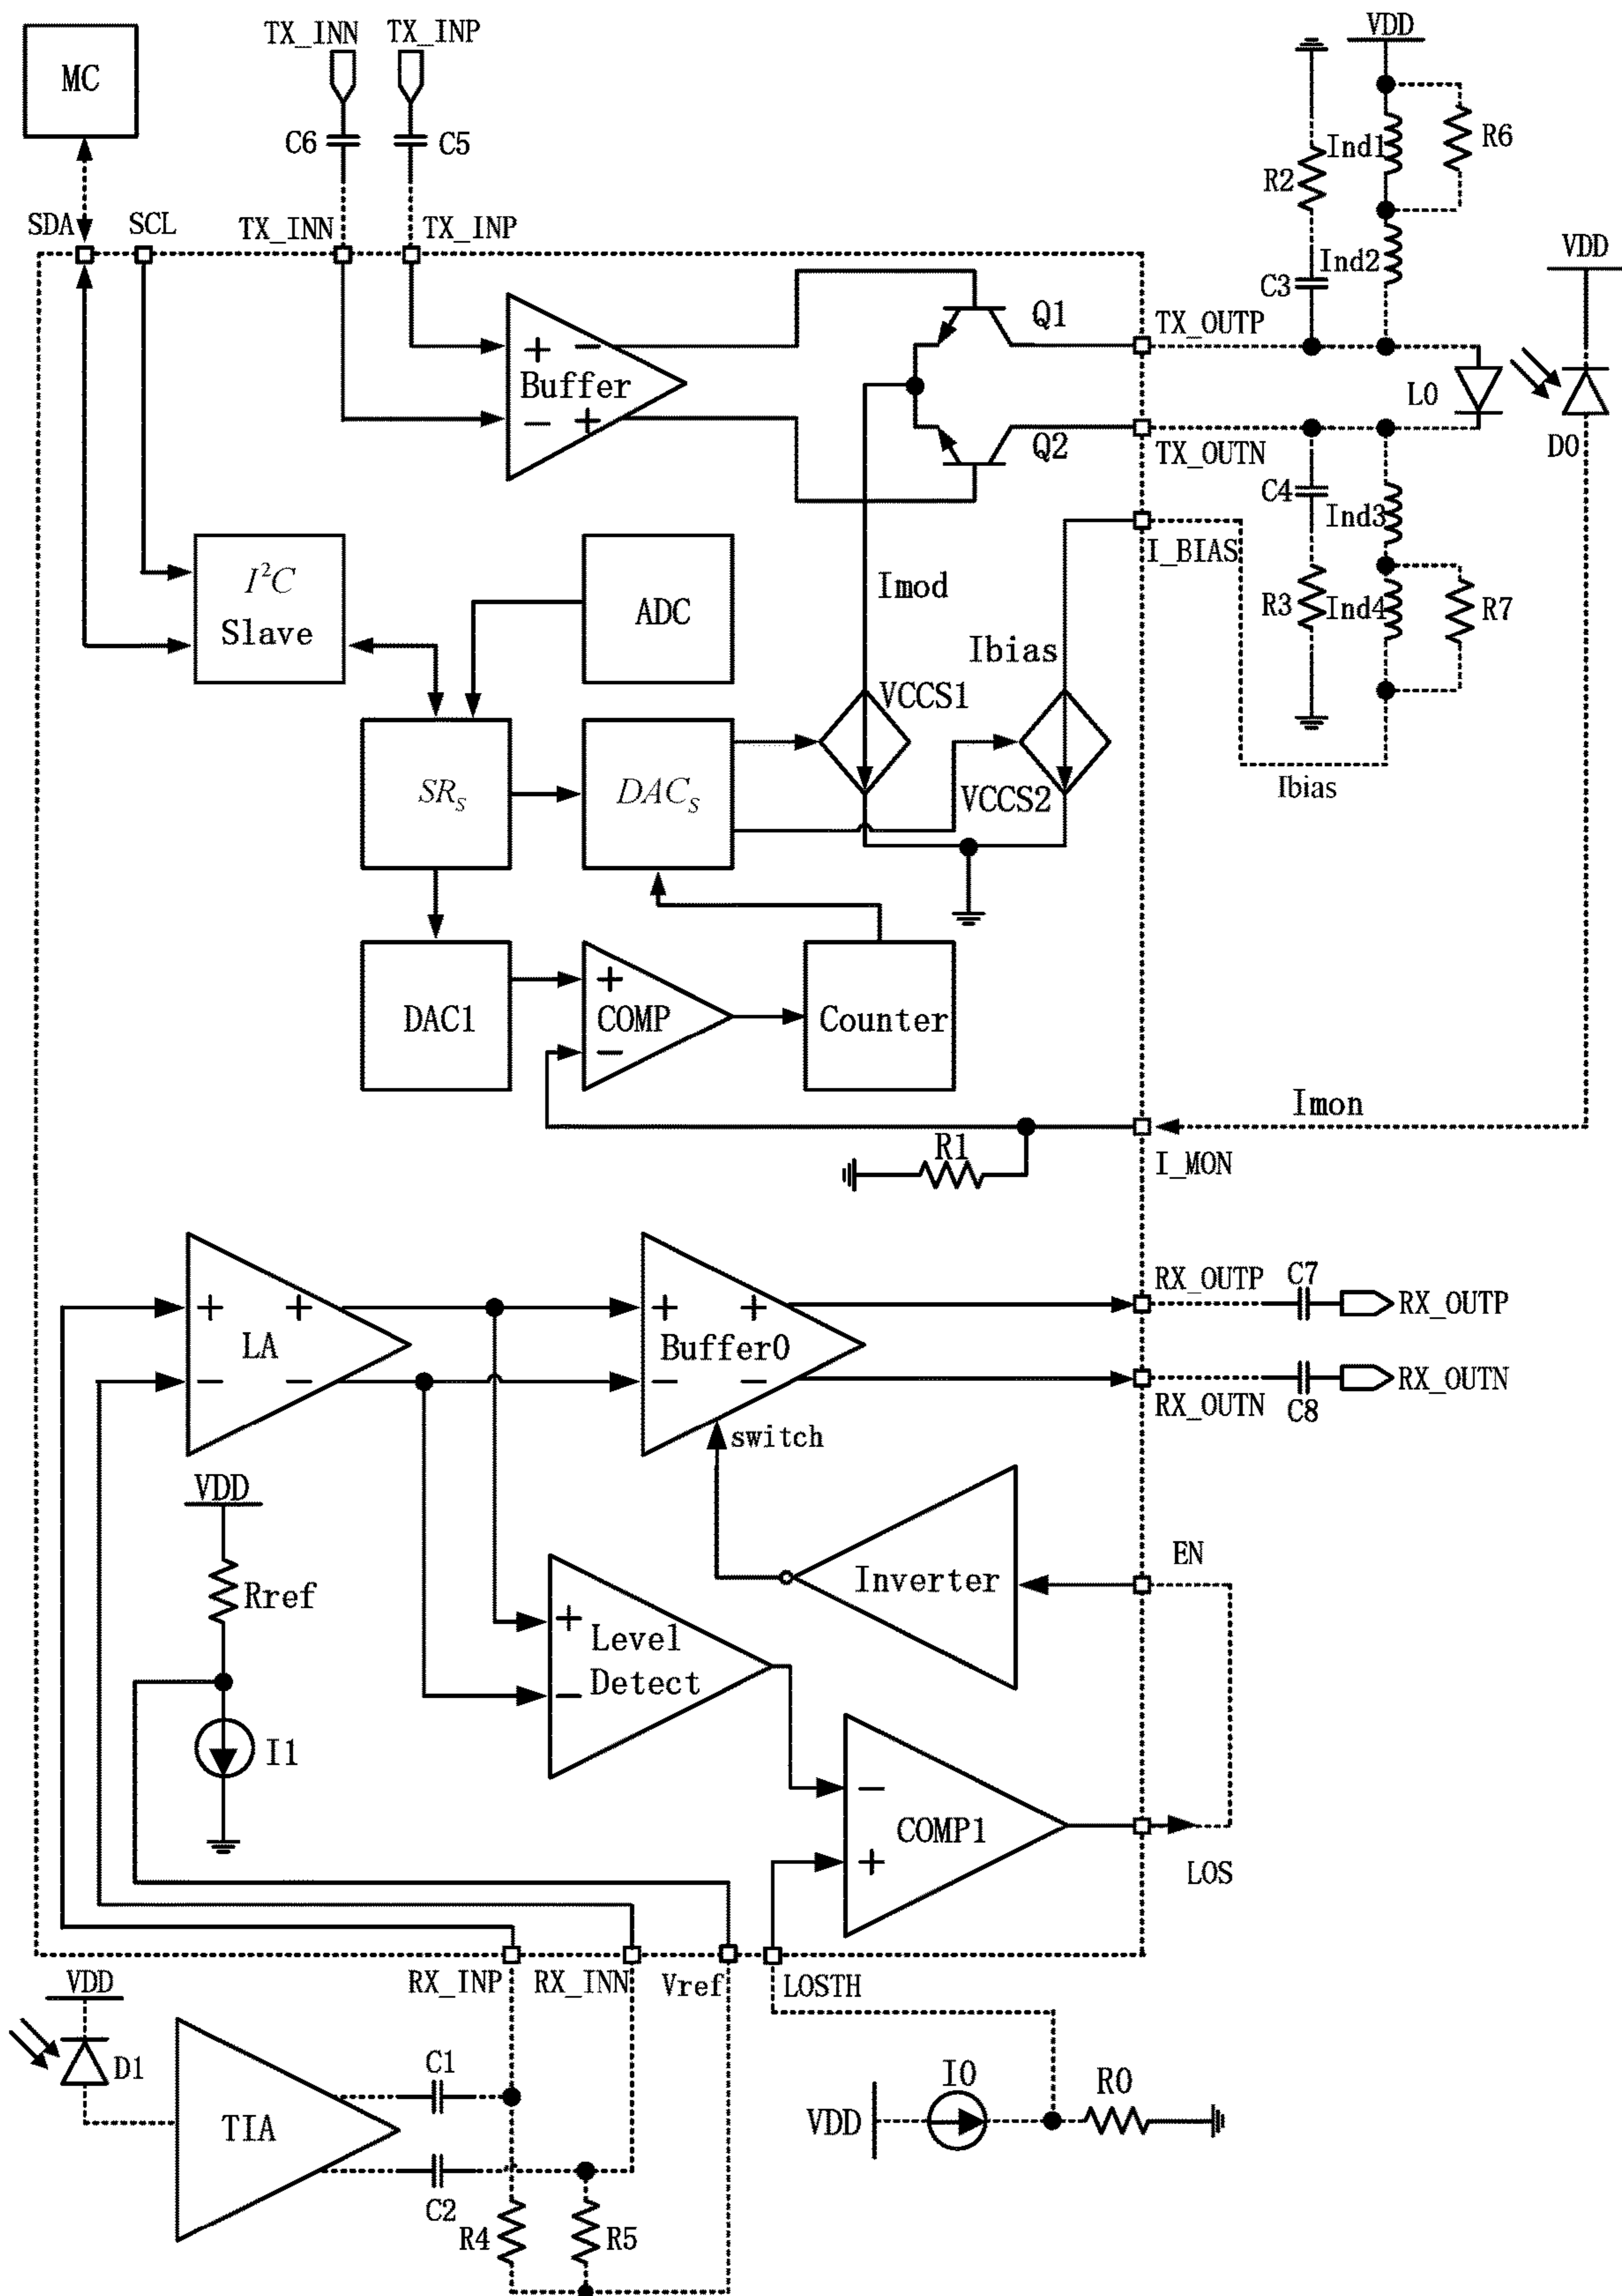 TX_INN TX_INP
VDD
MC
C6 C5
Ind1 R6
R2
SDA SCL TX_INN TX_INP
Ind2
VDD
C3
Q1
TX_OUTP
+ −
Buffer
− +
L0
Q2
TX_OUTN
D0
C4
Ind3
I_BIAS
I²C
Slave
ADC
Imod
R3 Ind4 R7
Ibias
VCCS1
SRS
DACS
VCCS2
Ibias
DAC1
+
COMP
−
Counter
Imon
R1
I_MON
RX_OUTP C7
RX_OUTP
+ +
LA
− −
+ +
Buffer0
− −
RX_OUTN
RX_OUTN C8
switch
VDD
EN
Rref
Inverter
+
Level
Detect
−
I1
−
COMP1
+
LOS
RX_INP RX_INN Vref LOSTH
VDD
D1
C1
I0 R0
TIA
VDD
C2
R4 R5